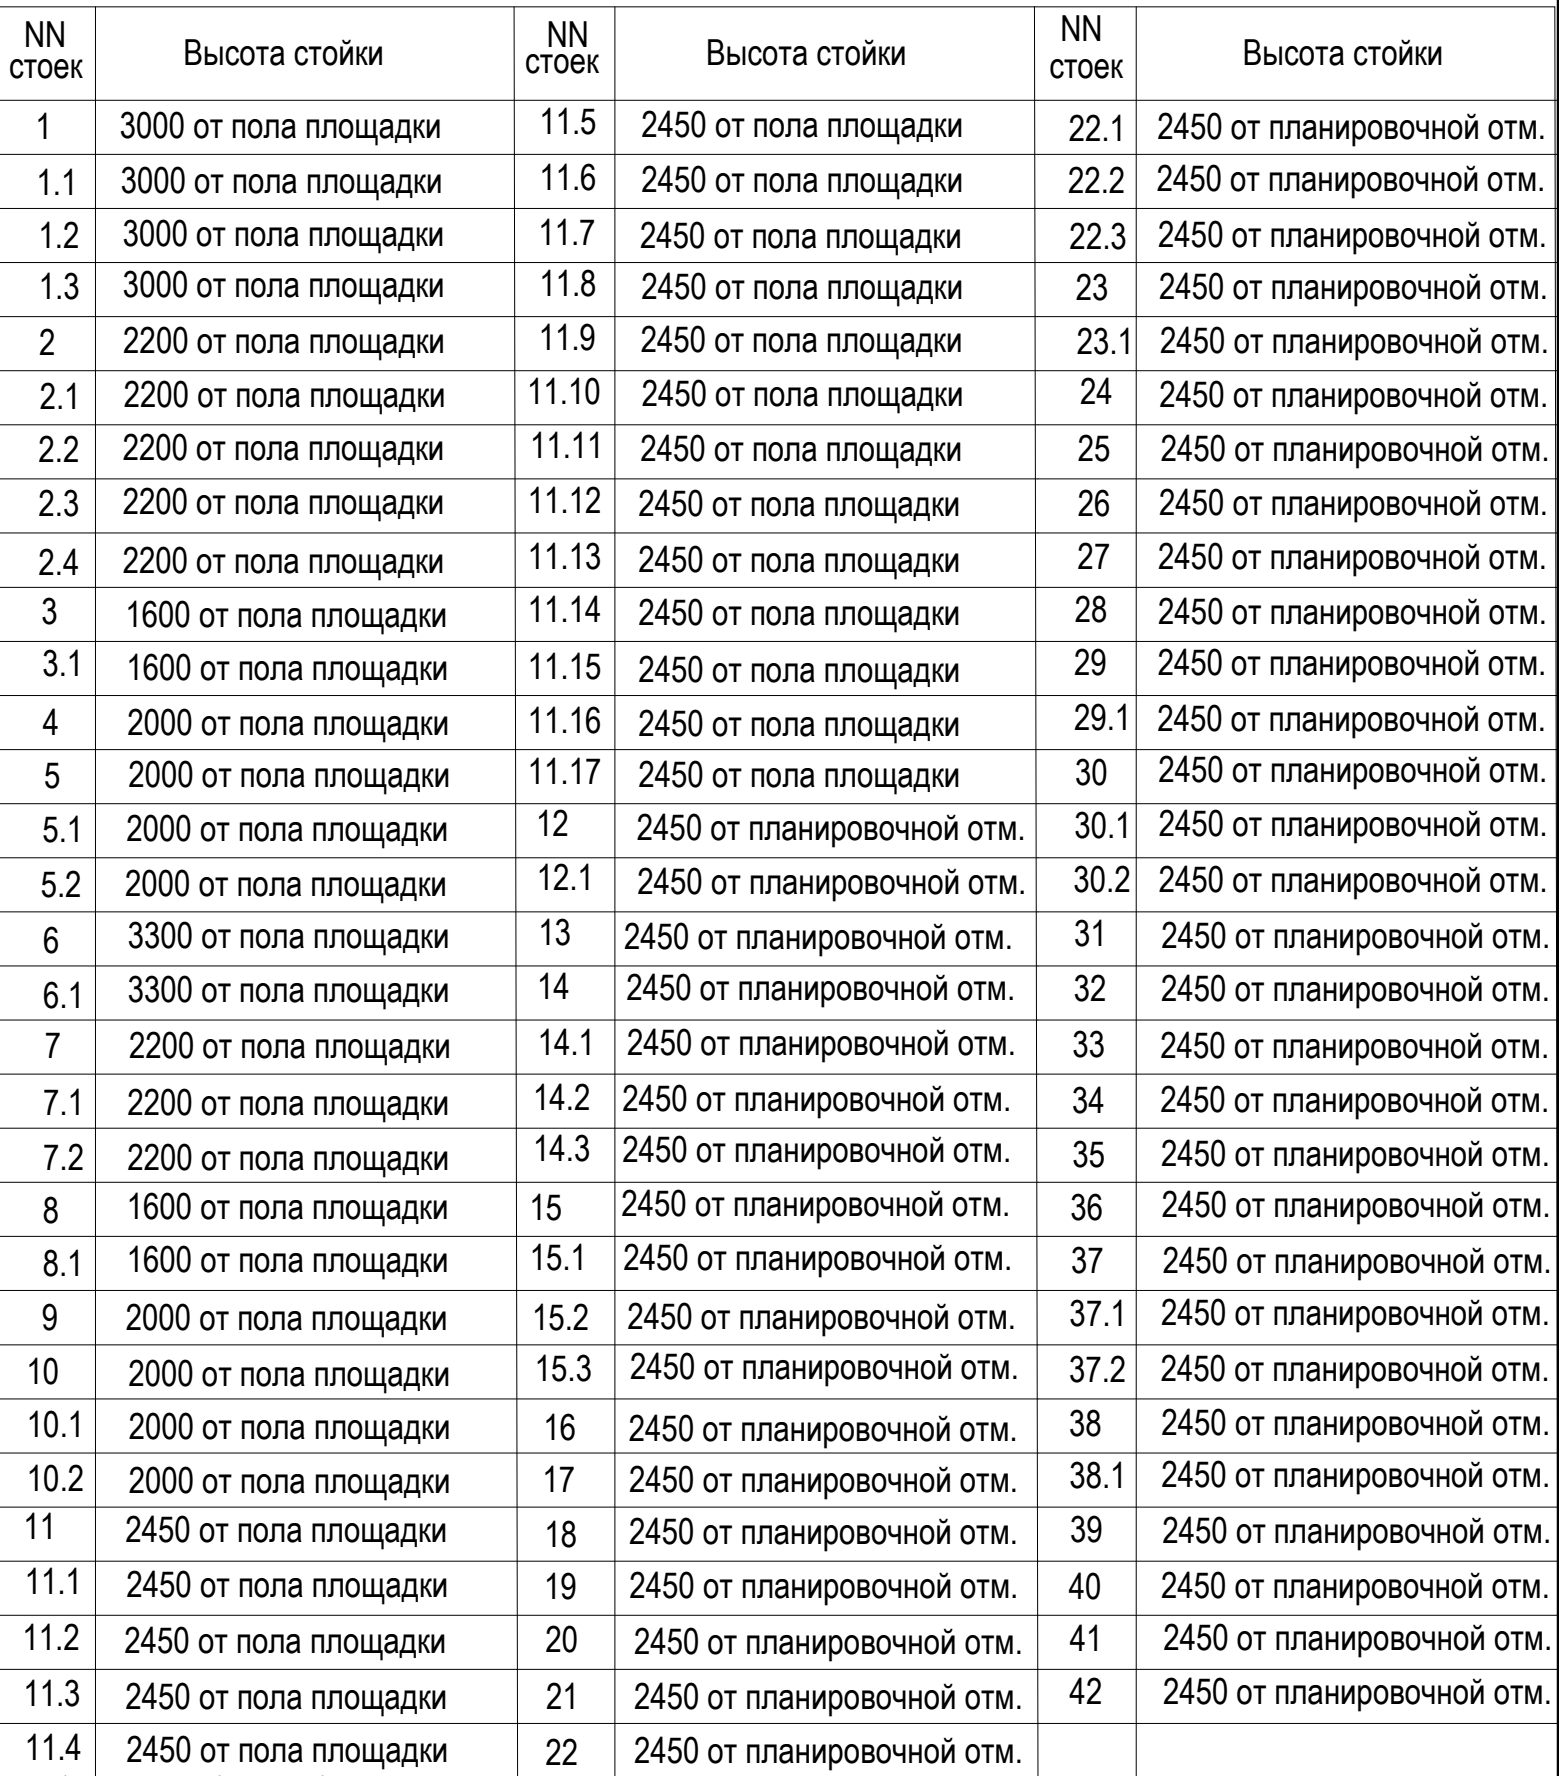 NN стоек Высота стойки NN стоек Высота стойки NN стоек Высота стойки
1 3000 от пола площадки 11.5 2450 от пола площадки 22.1 2450 от планировочной отм.
1.1 3000 от пола площадки 11.6 2450 от пола площадки 22.2 2450 от планировочной отм.
1.2 3000 от пола площадки 11.7 2450 от пола площадки 22.3 2450 от планировочной отм.
1.3 3000 от пола площадки 11.8 2450 от пола площадки 23 2450 от планировочной отм.
2 2200 от пола площадки 11.9 2450 от пола площадки 23.1 2450 от планировочной отм.
2.1 2200 от пола площадки 11.10 2450 от пола площадки 24 2450 от планировочной отм.
2.2 2200 от пола площадки 11.11 2450 от пола площадки 25 2450 от планировочной отм.
2.3 2200 от пола площадки 11.12 2450 от пола площадки 26 2450 от планировочной отм.
2.4 2200 от пола площадки 11.13 2450 от пола площадки 27 2450 от планировочной отм.
3 1600 от пола площадки 11.14 2450 от пола площадки 28 2450 от планировочной отм.
3.1 1600 от пола площадки 11.15 2450 от пола площадки 29 2450 от планировочной отм.
4 2000 от пола площадки 11.16 2450 от пола площадки 29.1 2450 от планировочной отм.
5 2000 от пола площадки 11.17 2450 от пола площадки 30 2450 от планировочной отм.
5.1 2000 от пола площадки 12 2450 от планировочной отм. 30.1 2450 от планировочной отм.
5.2 2000 от пола площадки 12.1 2450 от планировочной отм. 30.2 2450 от планировочной отм.
6 3300 от пола площадки 13 2450 от планировочной отм. 31 2450 от планировочной отм.
6.1 3300 от пола площадки 14 2450 от планировочной отм. 32 2450 от планировочной отм.
7 2200 от пола площадки 14.1 2450 от планировочной отм. 33 2450 от планировочной отм.
7.1 2200 от пола площадки 14.2 2450 от планировочной отм. 34 2450 от планировочной отм.
7.2 2200 от пола площадки 14.3 2450 от планировочной отм. 35 2450 от планировочной отм.
8 1600 от пола площадки 15 2450 от планировочной отм. 36 2450 от планировочной отм.
8.1 1600 от пола площадки 15.1 2450 от планировочной отм. 37 2450 от планировочной отм.
9 2000 от пола площадки 15.2 2450 от планировочной отм. 37.1 2450 от планировочной отм.
10 2000 от пола площадки 15.3 2450 от планировочной отм. 37.2 2450 от планировочной отм.
10.1 2000 от пола площадки 16 2450 от планировочной отм. 38 2450 от планировочной отм.
10.2 2000 от пола площадки 17 2450 от планировочной отм. 38.1 2450 от планировочной отм.
11 2450 от пола площадки 18 2450 от планировочной отм. 39 2450 от планировочной отм.
11.1 2450 от пола площадки 19 2450 от планировочной отм. 40 2450 от планировочной отм.
11.2 2450 от пола площадки 20 2450 от планировочной отм. 41 2450 от планировочной отм.
11.3 2450 от пола площадки 21 2450 от планировочной отм. 42 2450 от планировочной отм.
11.4 2450 от пола площадки 22 2450 от планировочной отм.